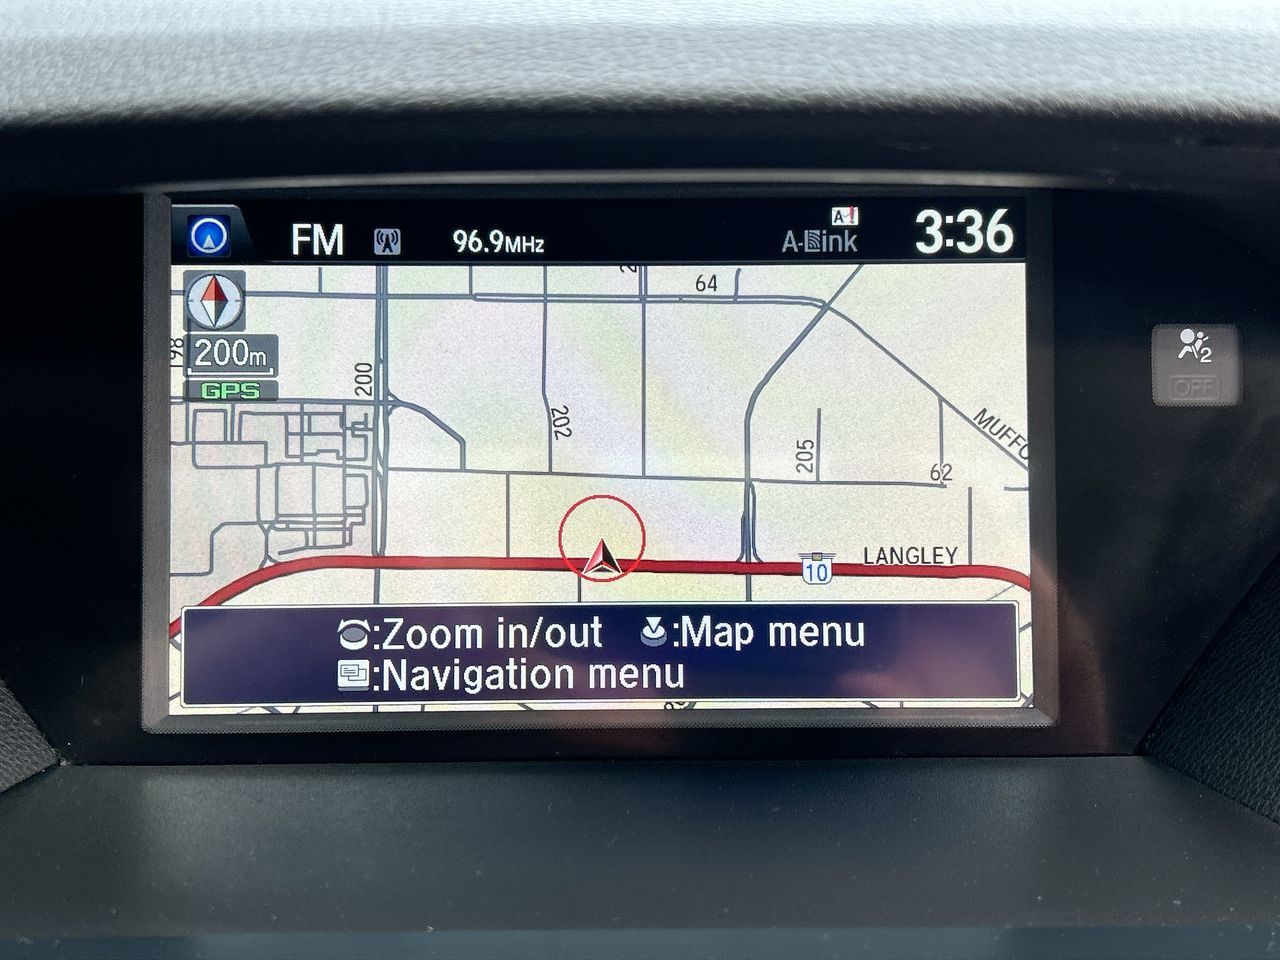 FM 96.9MHz A-Link 3:36
A!
64
198
200m
200
GPS
202
MUFFO
205
62
2
OFF
LANGLEY
10
:Zoom in/out :Map menu
:Navigation menu